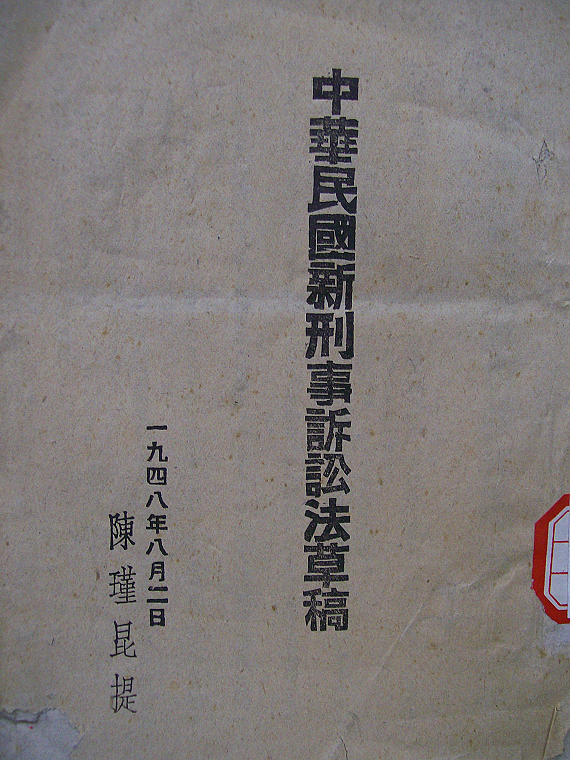 中華民國新刑事訴訟法草稿
一九四八年八月二日
陳瑾昆提